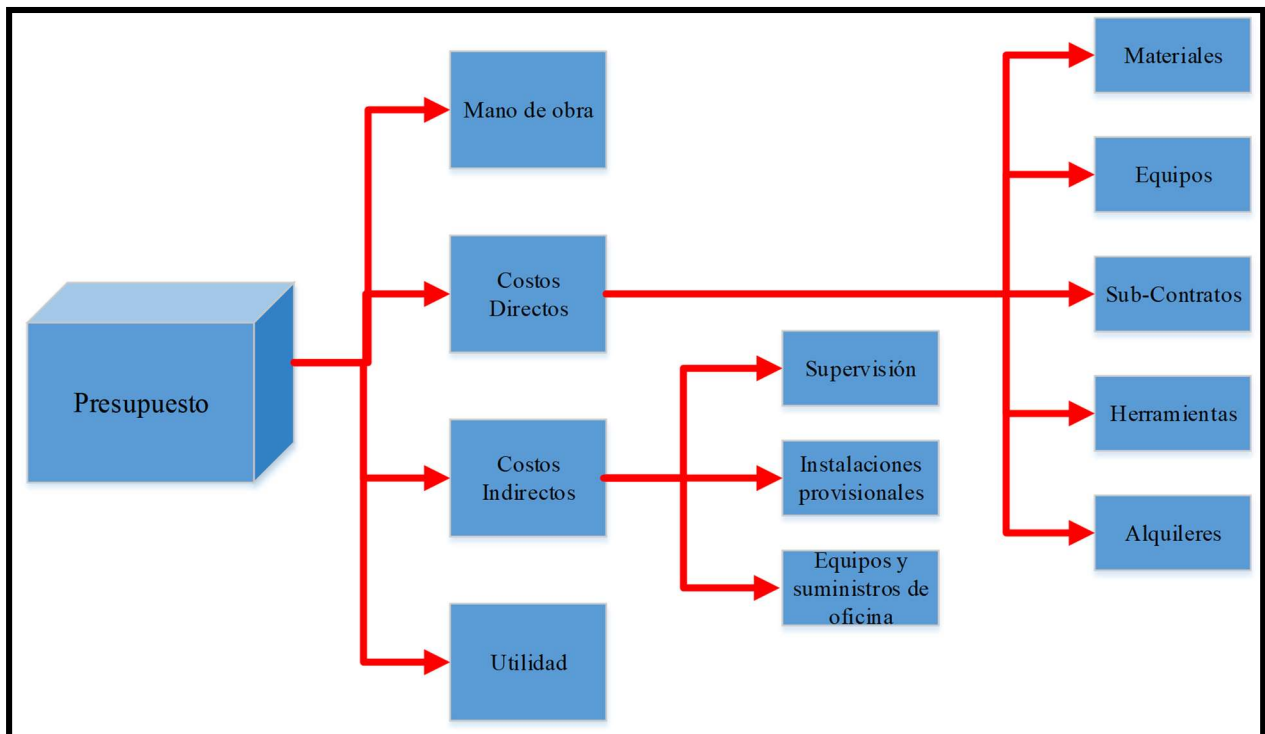 Presupuesto
Mano de obra
Costos
Directos
Costos
Indirectos
Utilidad
Supervisión
Instalaciones
provisionales
Equipos y
suministros de
oficina
Materiales
Equipos
Sub-Contratos
Herramientas
Alquileres